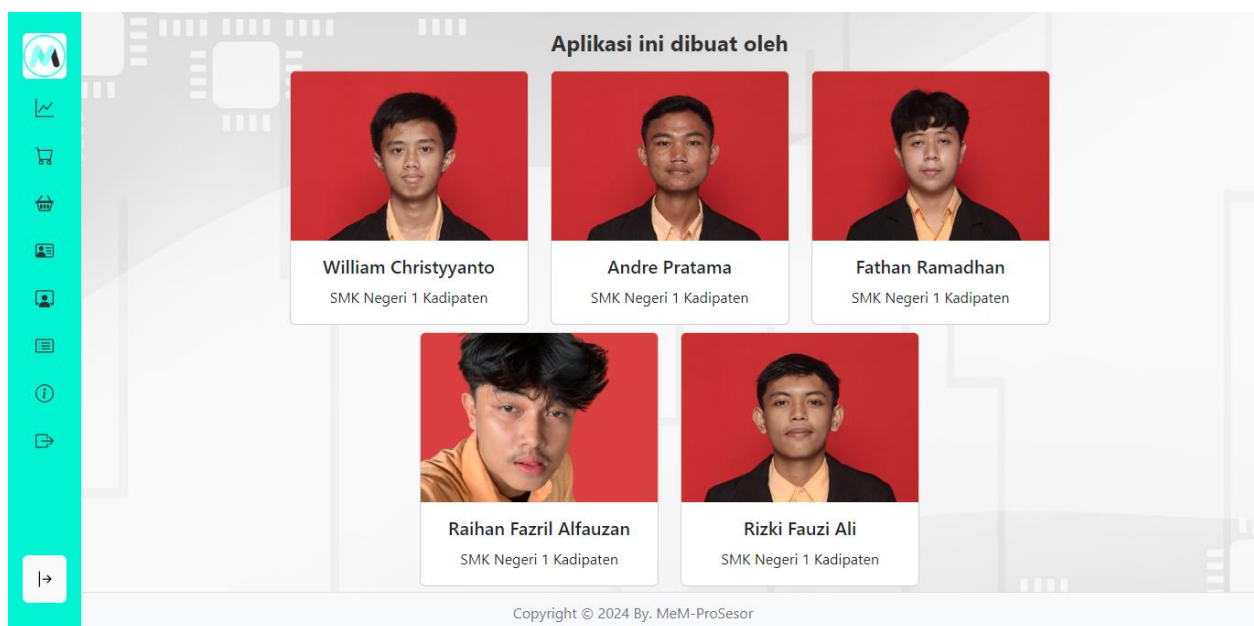 Aplikasi ini dibuat oleh
William Christyyanto
SMK Negeri 1 Kadipaten
Andre Pratama
SMK Negeri 1 Kadipaten
Fathan Ramadhan
SMK Negeri 1 Kadipaten
Raihan Fazril Alfauzan
SMK Negeri 1 Kadipaten
Rizki Fauzi Ali
SMK Negeri 1 Kadipaten
Copyright © 2024 By. MeM-ProSesor